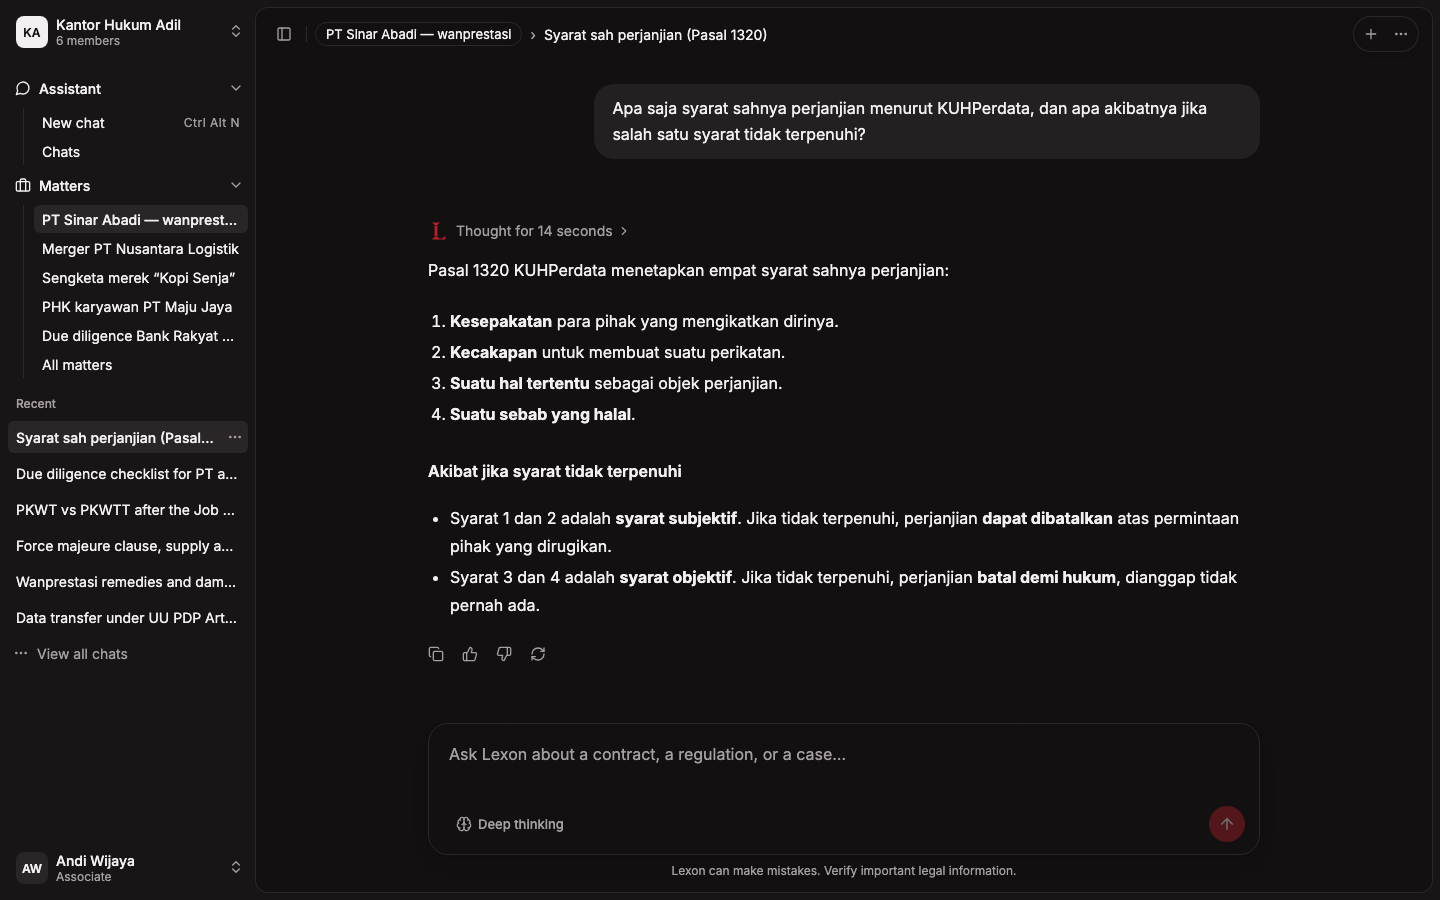 KA
Kantor Hukum Adil
6 members
Assistant
New chat Ctrl Alt N
Chats
Matters
PT Sinar Abadi — wanprest...
Merger PT Nusantara Logistik
Sengketa merek “Kopi Senja”
PHK karyawan PT Maju Jaya
Due diligence Bank Rakyat ...
All matters
Recent
Syarat sah perjanjian (Pasal...
Due diligence checklist for PT a...
PKWT vs PKWTT after the Job ...
Force majeure clause, supply a...
Wanprestasi remedies and dam...
Data transfer under UU PDP Art...
View all chats
AW
Andi Wijaya
Associate
PT Sinar Abadi — wanprestasi › Syarat sah perjanjian (Pasal 1320)
Apa saja syarat sahnya perjanjian menurut KUHPerdata, dan apa akibatnya jika
salah satu syarat tidak terpenuhi?
L Thought for 14 seconds
Pasal 1320 KUHPerdata menetapkan empat syarat sahnya perjanjian:
1. Kesepakatan para pihak yang mengikatkan dirinya.
2. Kecakapan untuk membuat suatu perikatan.
3. Suatu hal tertentu sebagai objek perjanjian.
4. Suatu sebab yang halal.
Akibat jika syarat tidak terpenuhi
• Syarat 1 dan 2 adalah syarat subjektif. Jika tidak terpenuhi, perjanjian dapat dibatalkan atas permintaan
pihak yang dirugikan.
• Syarat 3 dan 4 adalah syarat objektif. Jika tidak terpenuhi, perjanjian batal demi hukum, dianggap tidak
pernah ada.
Ask Lexon about a contract, a regulation, or a case...
Deep thinking
Lexon can make mistakes. Verify important legal information.